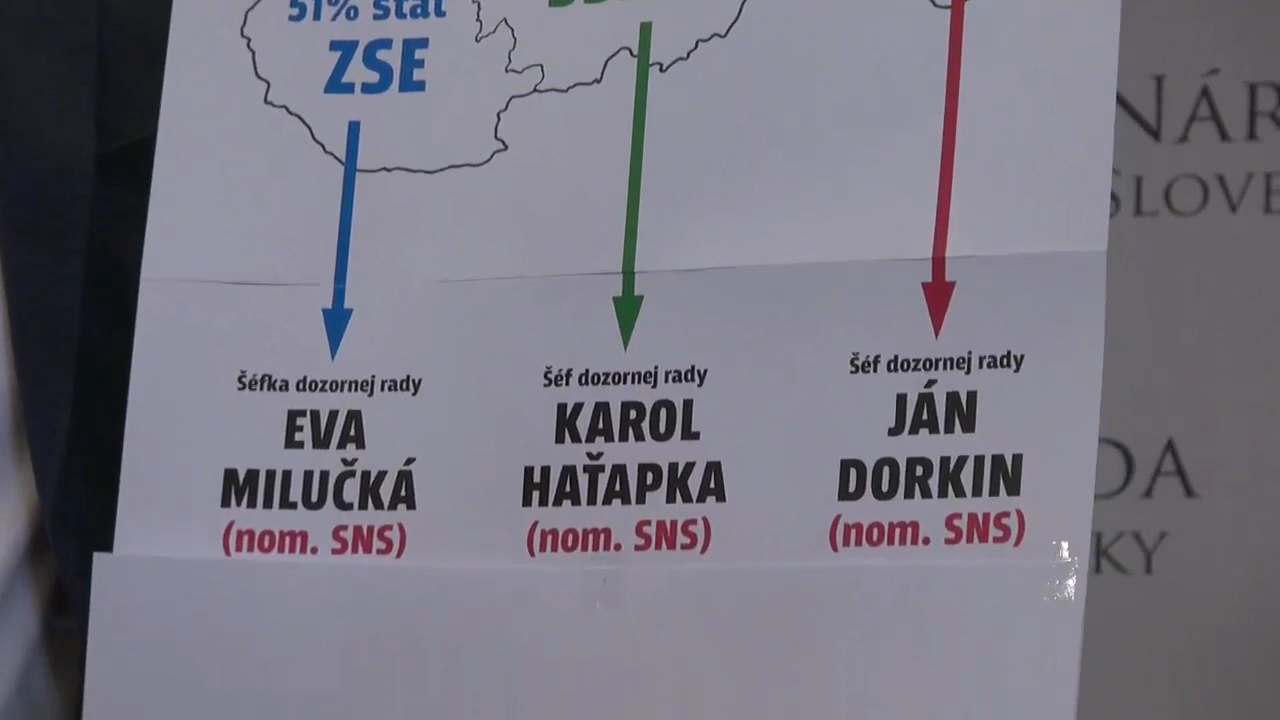 51% štát
ZSE
Šéfka dozornej rady
EVA
MILUČKÁ
(nom. SNS)
Šéf dozornej rady
KAROL
HAŤAPKA
(nom. SNS)
Šéf dozornej rady
JÁN
DORKIN
(nom. SNS)
NÁR
SLOVE
DA
KY